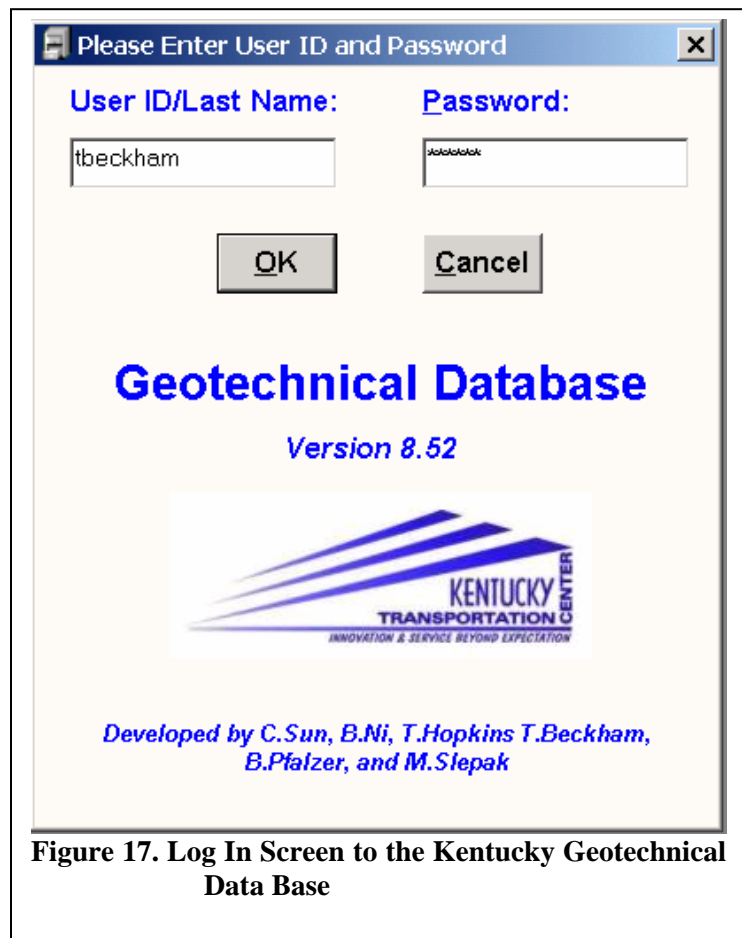 Please Enter User ID and Password
User ID/Last Name: Password:
tbeckham *******
OK Cancel
Geotechnical Database
Version 8.52
KENTUCKY
TRANSPORTATION
CENTER
INNOVATION & SERVICE BEYOND EXPECTATION
Developed by C.Sun, B.Ni, T.Hopkins T.Beckham,
B.Pfalzer, and M.Slepak
Figure 17. Log In Screen to the Kentucky Geotechnical
Data Base